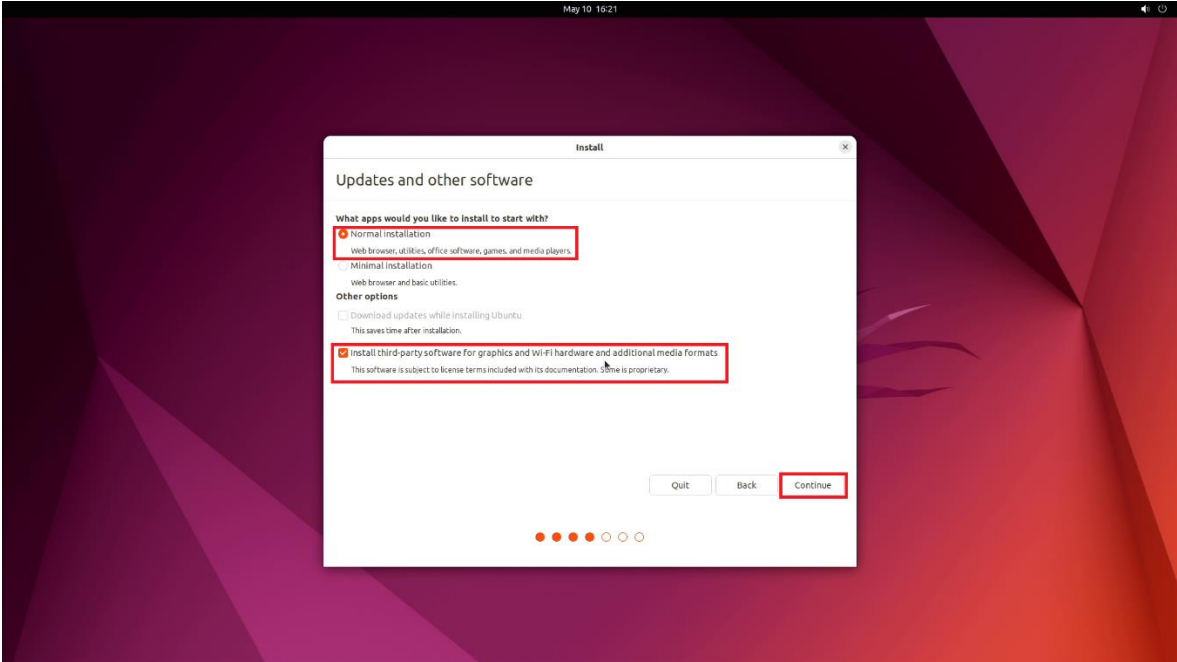 May 10 16:21
Install
Updates and other software
What apps would you like to install to start with?
Normal installation
Web browser, utilities, office software, games, and media players.
Minimal installation
Web browser and basic utilities.
Other options
Download updates while installing Ubuntu
This saves time after installation.
Install third-party software for graphics and Wi-Fi hardware and additional media formats
This software is subject to license terms included with its documentation. Some is proprietary.
Quit Back Continue